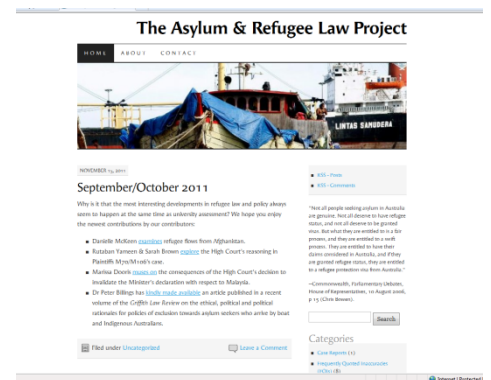 The Asylum & Refugee Law Project
HOME ABOUT CONTACT
LINTAS SAMUDERA
NOVEMBER 15, 2011
September/October 2011
Why is it that the most interesting developments in refugee law and policy always
seem to happen at the same time as university assessment? We hope you enjoy
the newest contributions by our contributors:
Danielle McKeen examines refugee flows from Afghanistan.
Rutaban Yameen & Sarah Brown explore the High Court's reasoning in
Plaintiffs M70/M106's case.
Marissa Dooris muses on the consequences of the High Court's decision to
invalidate the Minister's declaration with respect to Malaysia.
Dr Peter Billings has kindly made available an article published in a recent
volume of the Griffith Law Review on the ethical, political and political
rationales for policies of exclusion towards asylum seekers who arrive by boat
and Indigenous Australians.
Filed under Uncategorized
Leave a Comment
RSS - Posts
RSS - Comments
"Not all people seeking asylum in Australia
are genuine. Not all deserve to have refugee
status, and not all deserve to be granted
visas. But what they are entitled to is a fair
process, and they are entitled to a swift
process. They are entitled to have their
claims considered in Australia, and if they
are granted refugee status, they are entitled
to a refugee protection visa from Australia."
~Commonwealth, Parliamentary Debates,
House of Representatives, 10 August 2006,
p 15 (Chris Bowen).
Search
Categories
Case Reports (1)
Frequently Quoted Inaccuracies
(8)